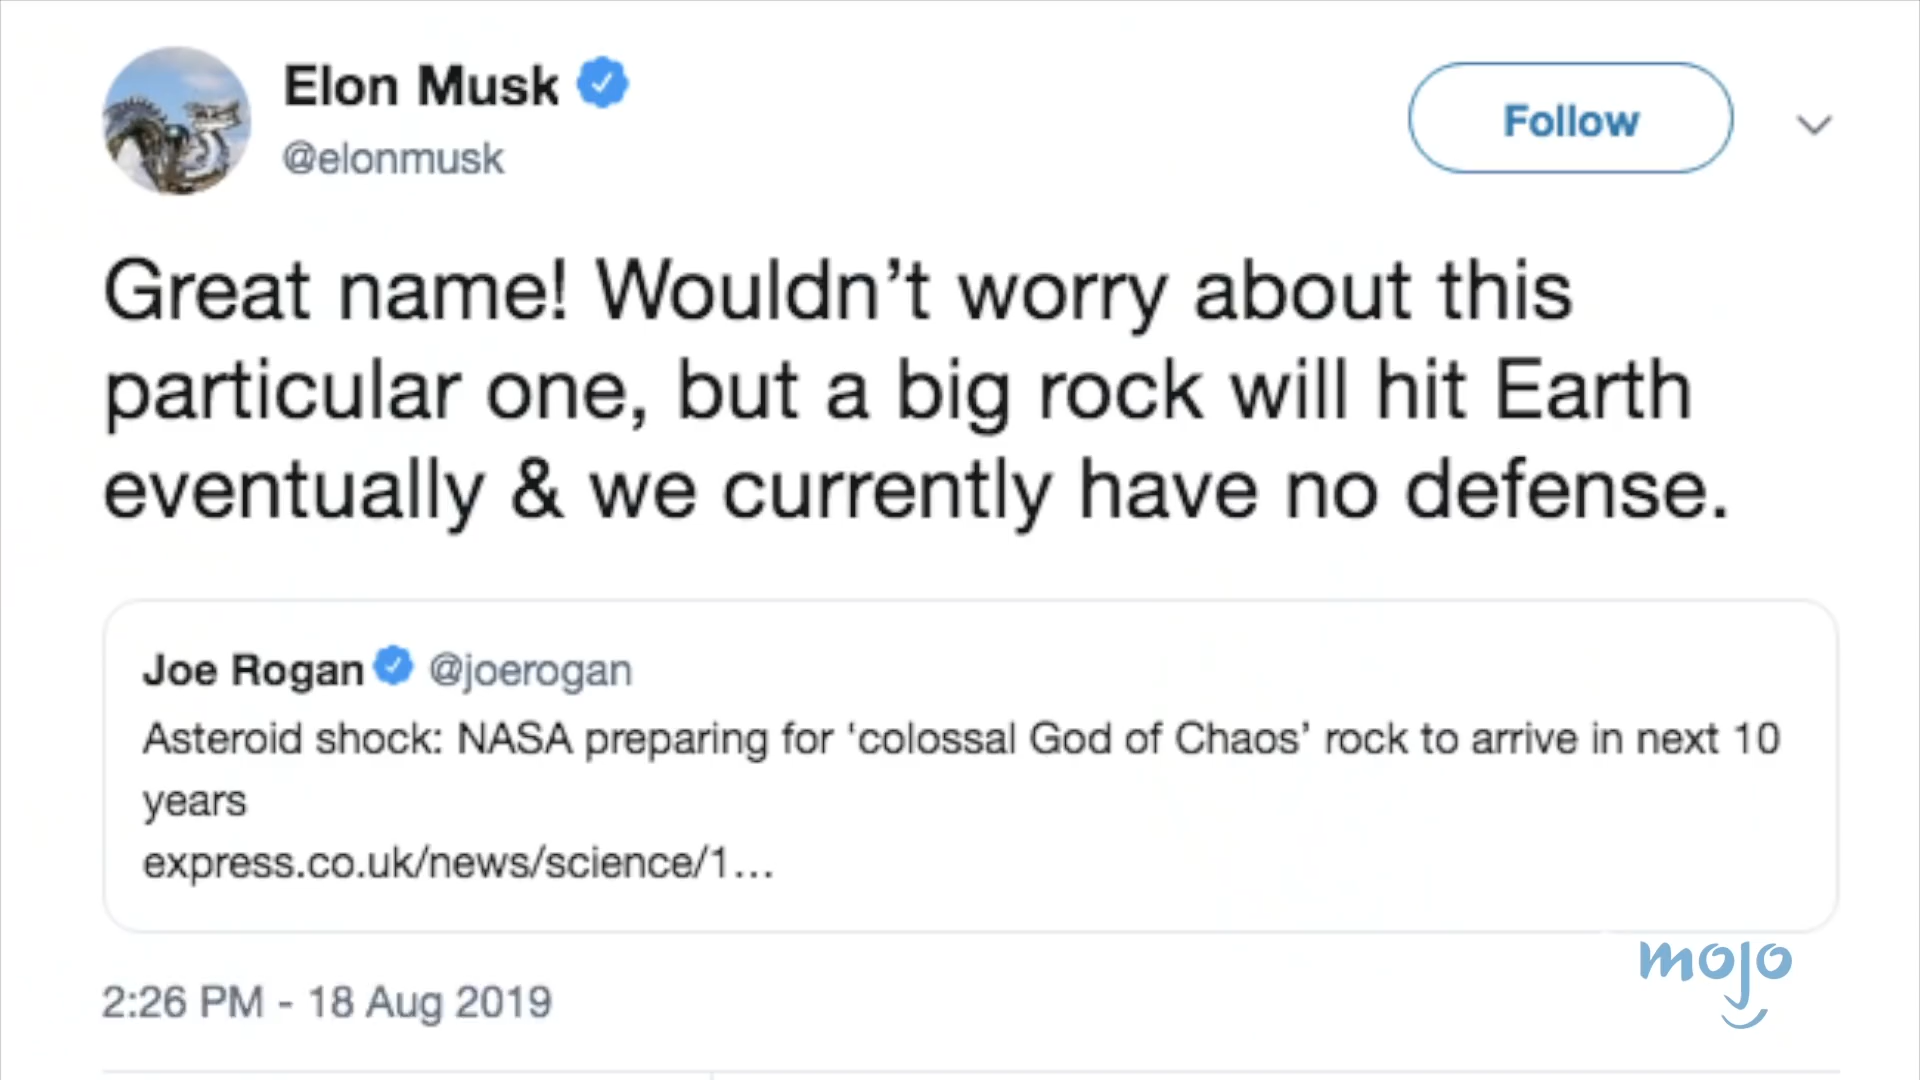 Elon Musk
@elonmusk
Follow
Great name! Wouldn’t worry about this
particular one, but a big rock will hit Earth
eventually & we currently have no defense.
Joe Rogan @joerogan
Asteroid shock: NASA preparing for ‘colossal God of Chaos’ rock to arrive in next 10
years
express.co.uk/news/science/1...
mojo
2:26 PM - 18 Aug 2019